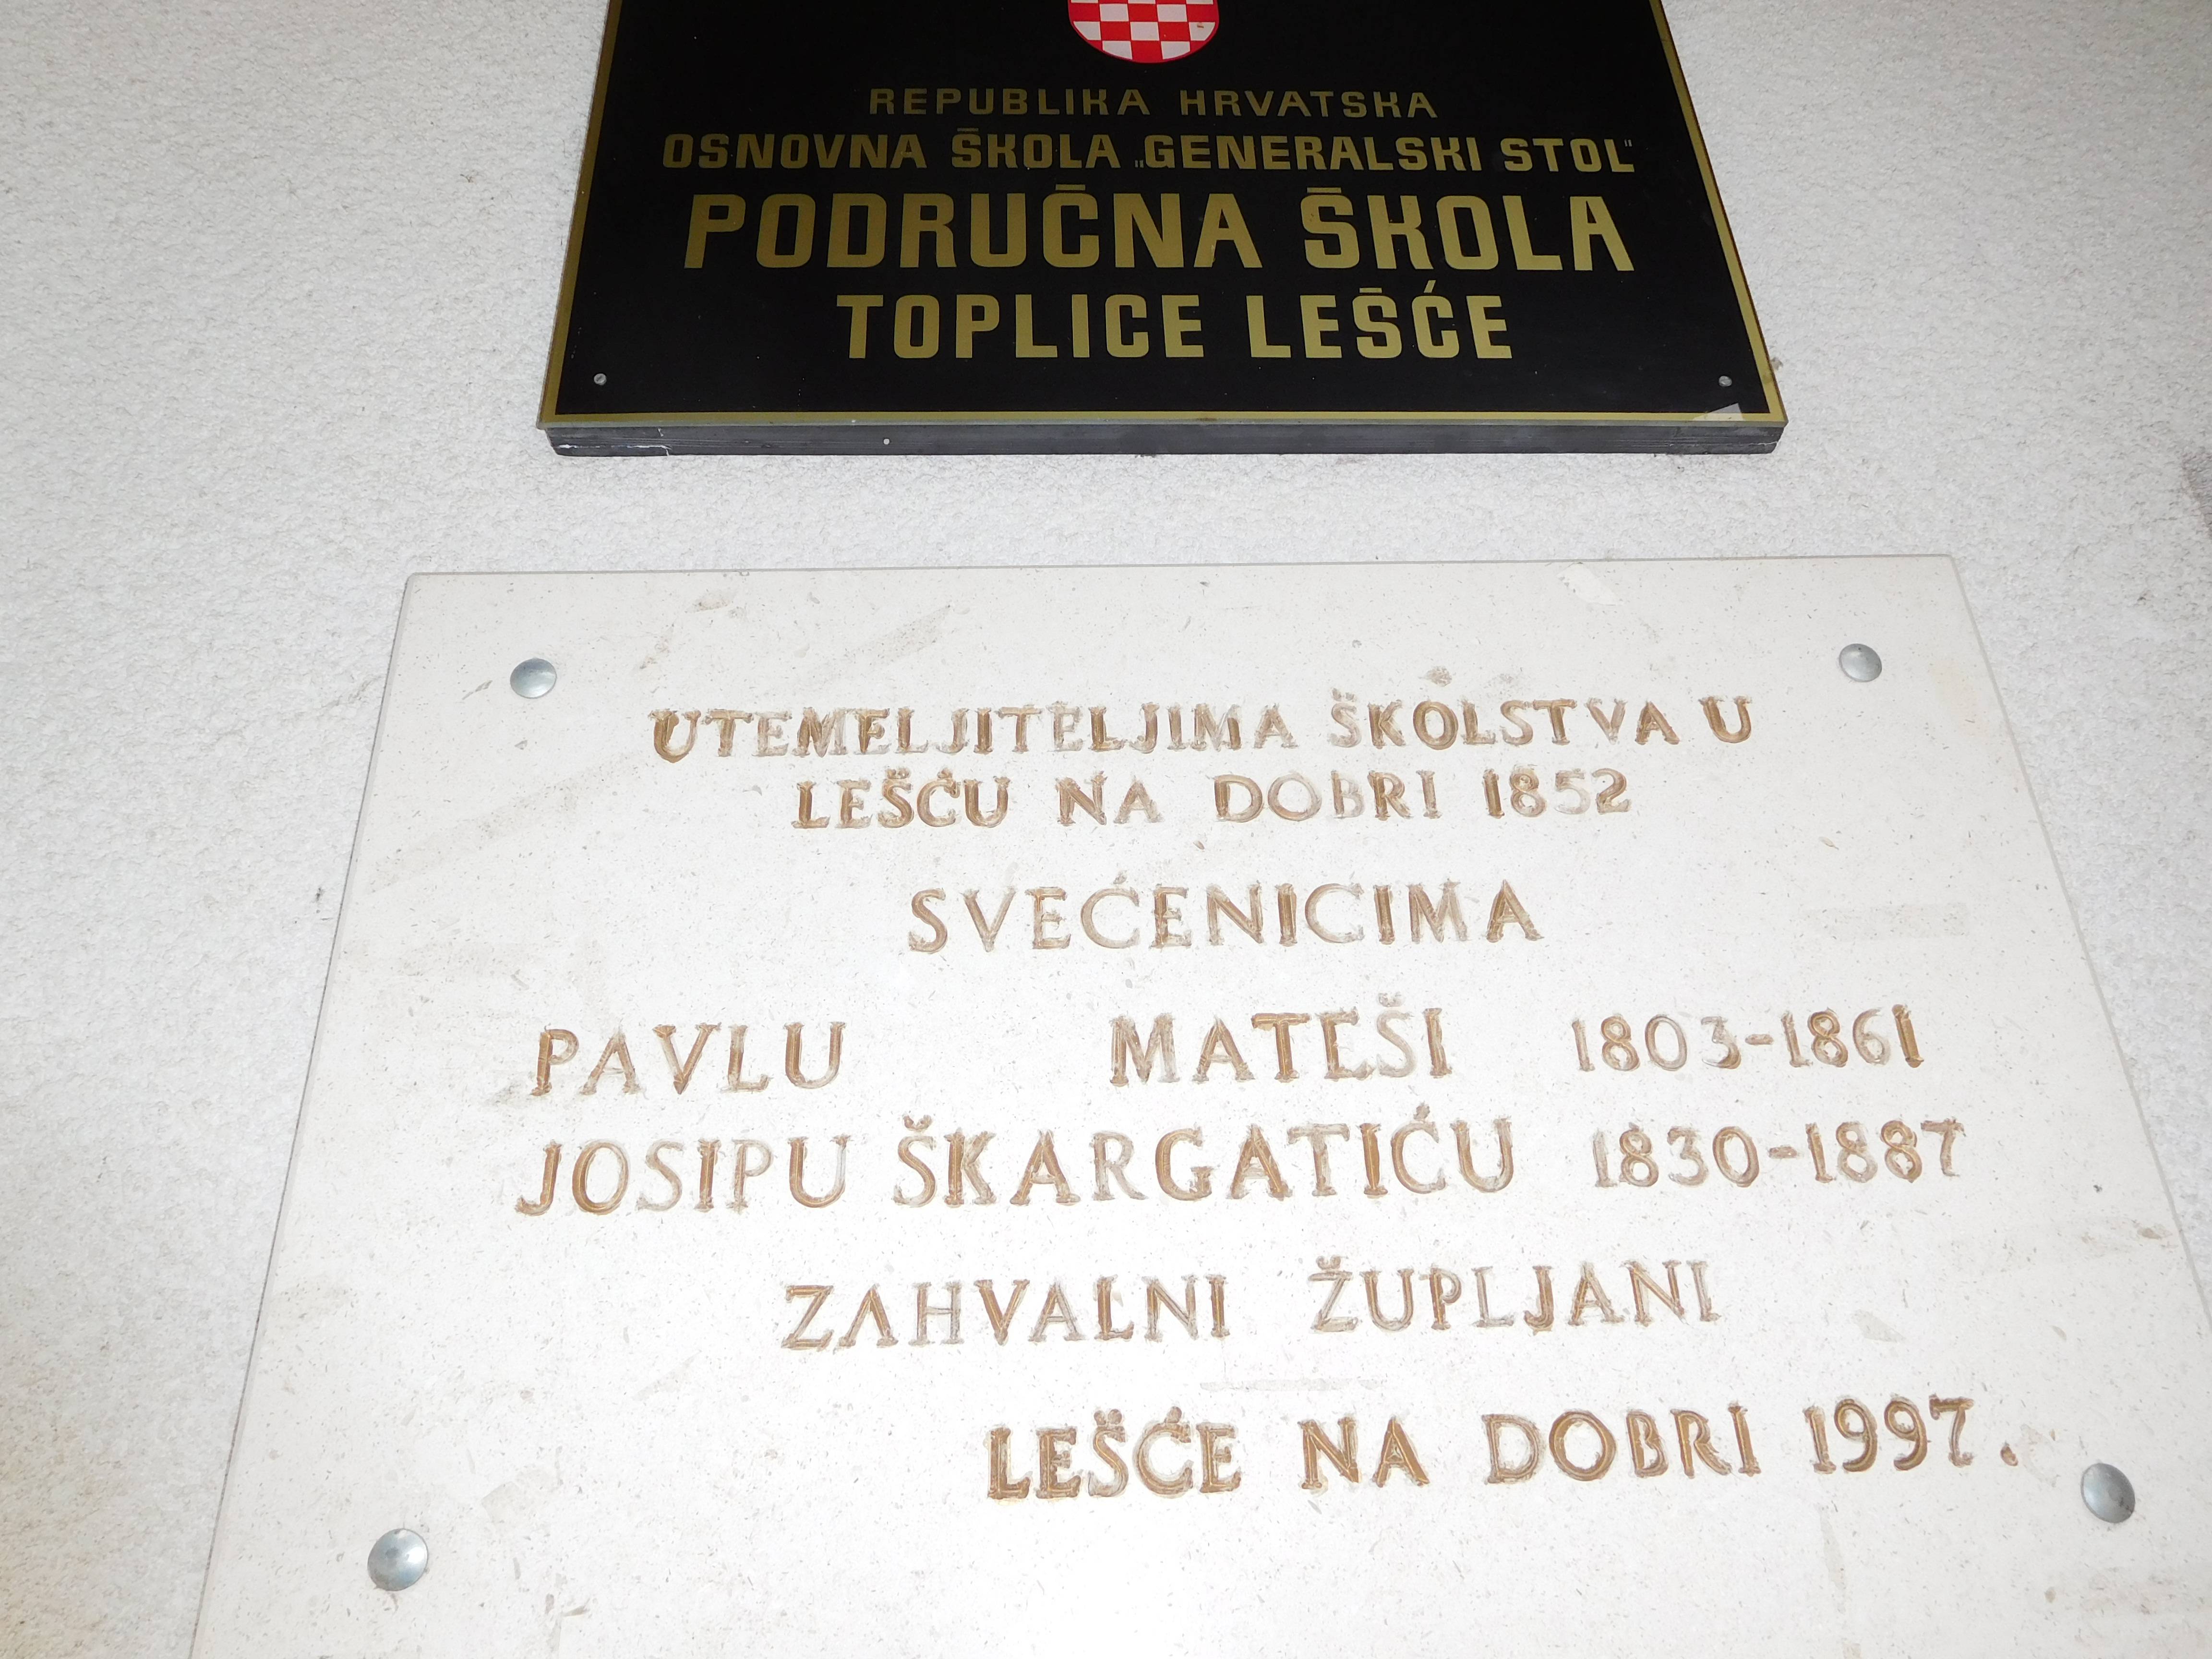 REPUBLIKA HRVATSKA
OSNOVNA ŠKOLA „GENERALSKI STOL"
PODRUČNA ŠKOLA
TOPLICE LEŠĆE
UTEMELJITELJIMA ŠKOLSTVA U
LEŠĆU NA DOBRI 1852
SVEĆENICIMA
PAVLU MATEŠI 1803-1861
JOSIPU ŠKARGATIĆU 1830-1887
ZAHVALNI ŽUPLJANI
LEŠĆE NA DOBRI 1997.